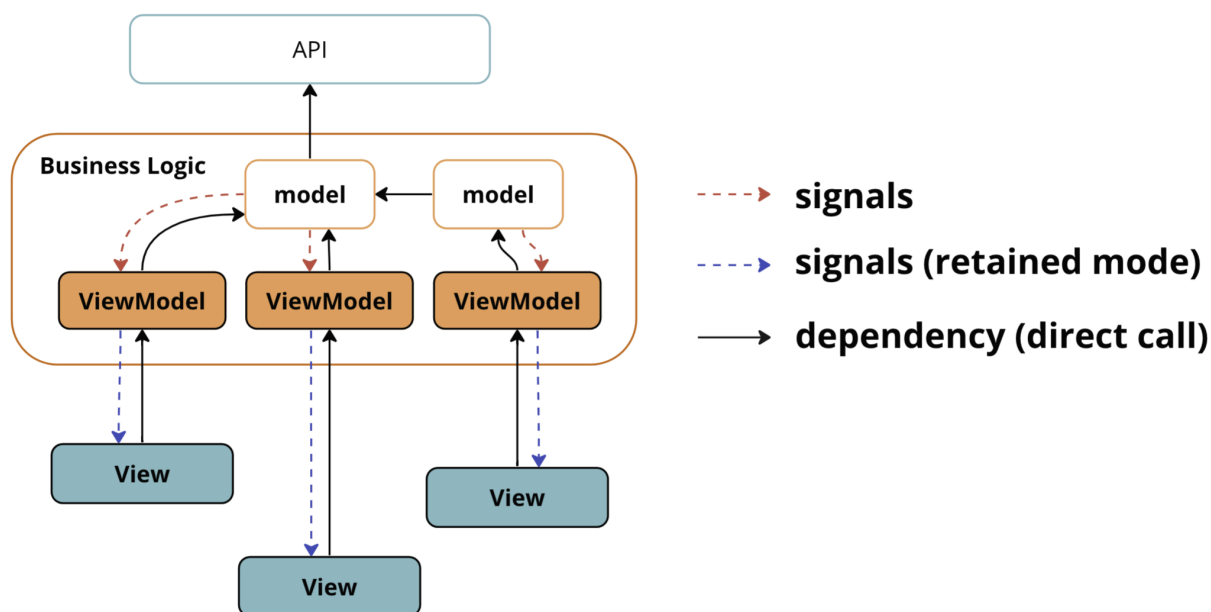 API
Business Logic
model
model
ViewModel
ViewModel
ViewModel
View
View
View
signals
signals (retained mode)
dependency (direct call)